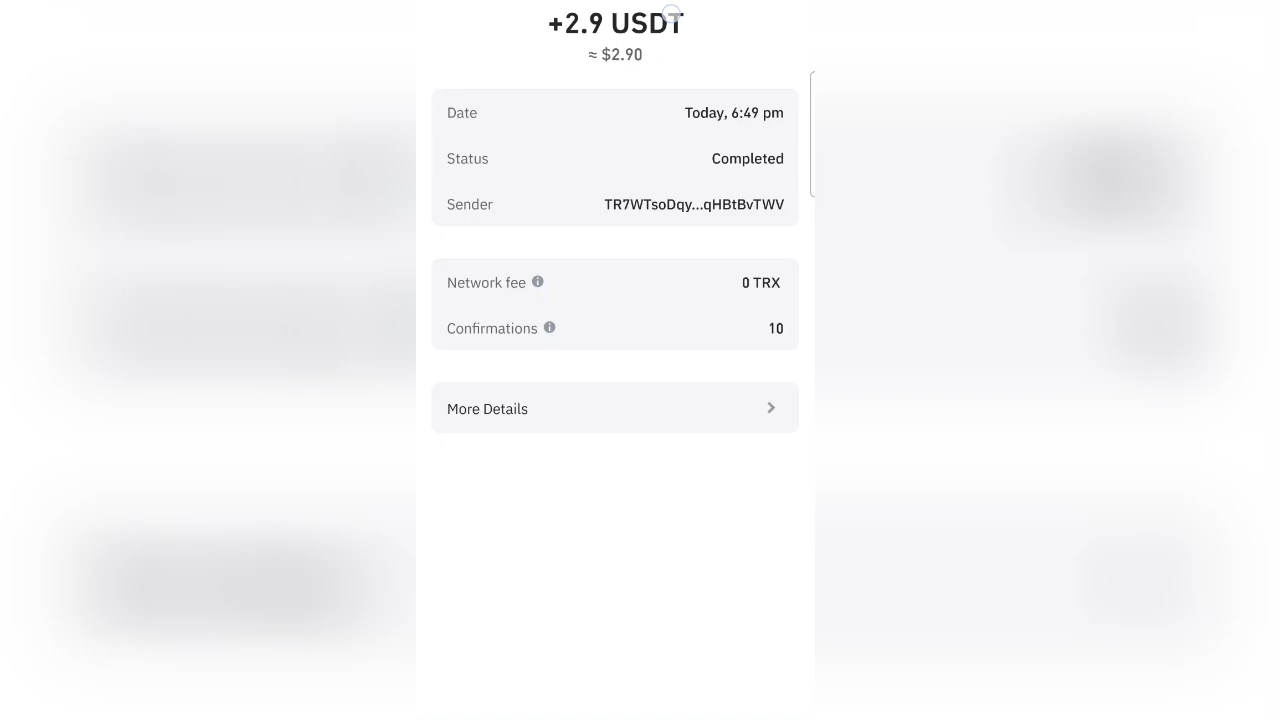 +2.9 USDT
≈ $2.90
Date Today, 6:49 pm
Status Completed
Sender TR7WTsoDqy...qHBtBvTWV
Network fee 0 TRX
Confirmations 10
More Details